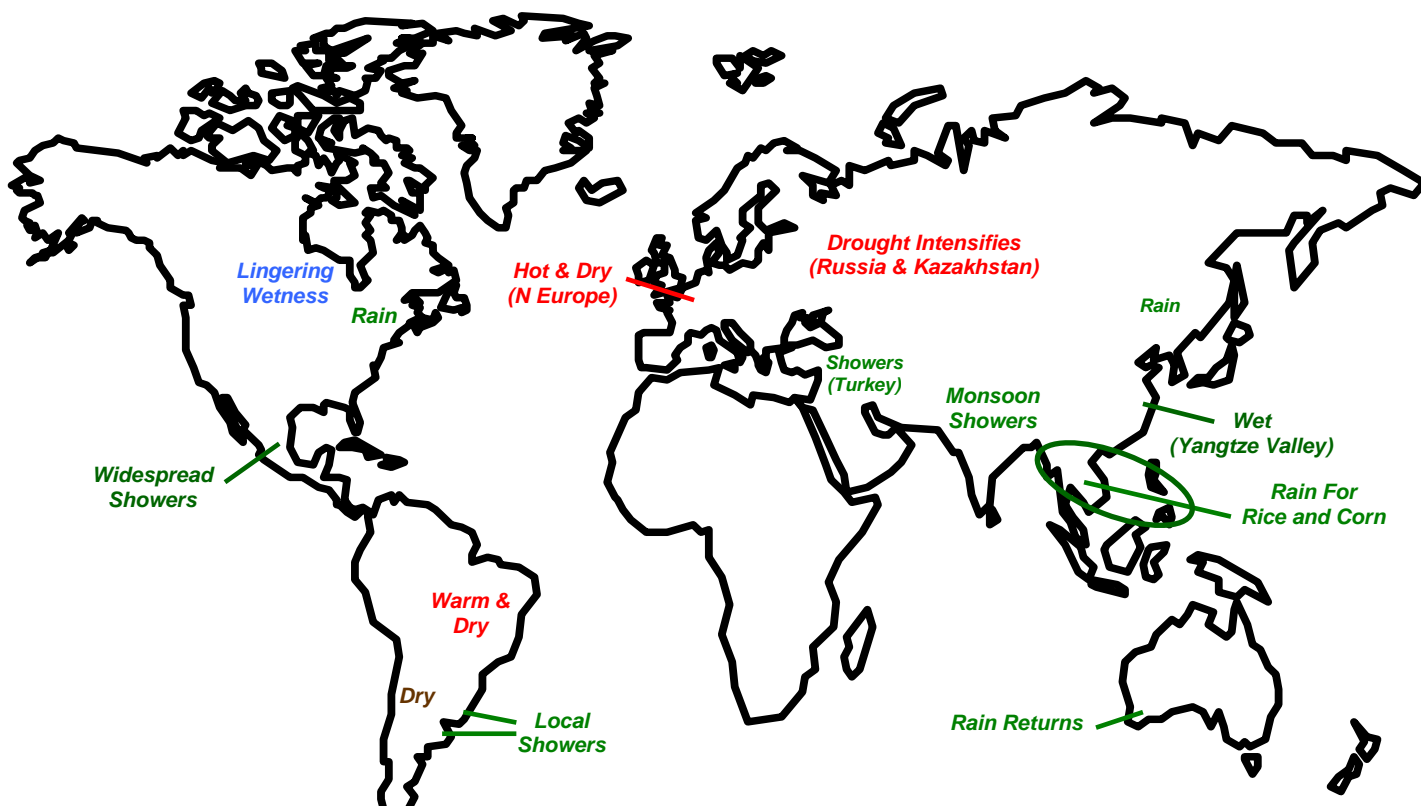 Lingering
Wetness
Rain
Hot & Dry
(N Europe)
Drought Intensifies
(Russia & Kazakhstan)
Rain
Showers
(Turkey)
Monsoon
Showers
Wet
(Yangtze Valley)
Widespread
Showers
Rain For
Rice and Corn
Warm &
Dry
Dry
Local
Showers
Rain Returns